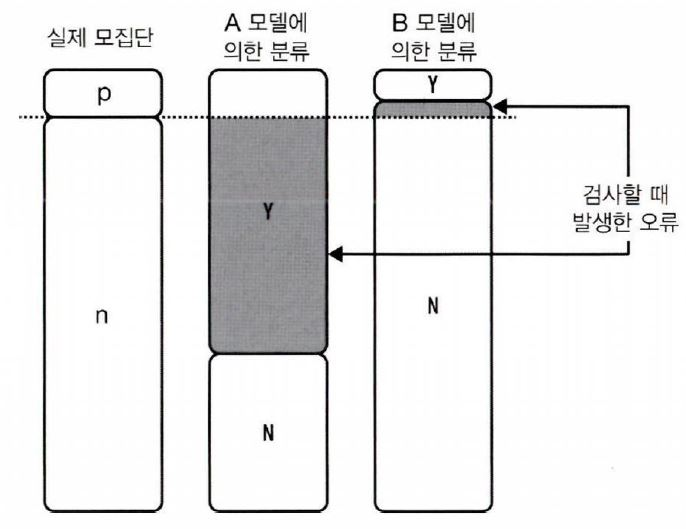 실제 모집단
A 모델에
의한 분류
B 모델에
의한 분류
p
n
Y
N
Y
N
검사할 때
발생한 오류